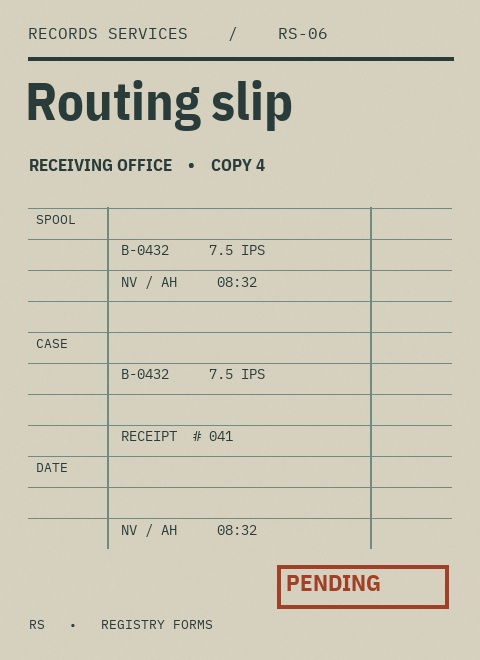 RECORDS SERVICES / RS-06
Routing slip
RECEIVING OFFICE • COPY 4
SPOOL
B-0432 7.5 IPS
NV / AH 08:32
CASE
B-0432 7.5 IPS
RECEIPT # 041
DATE
NV / AH 08:32
PENDING
RS • REGISTRY FORMS